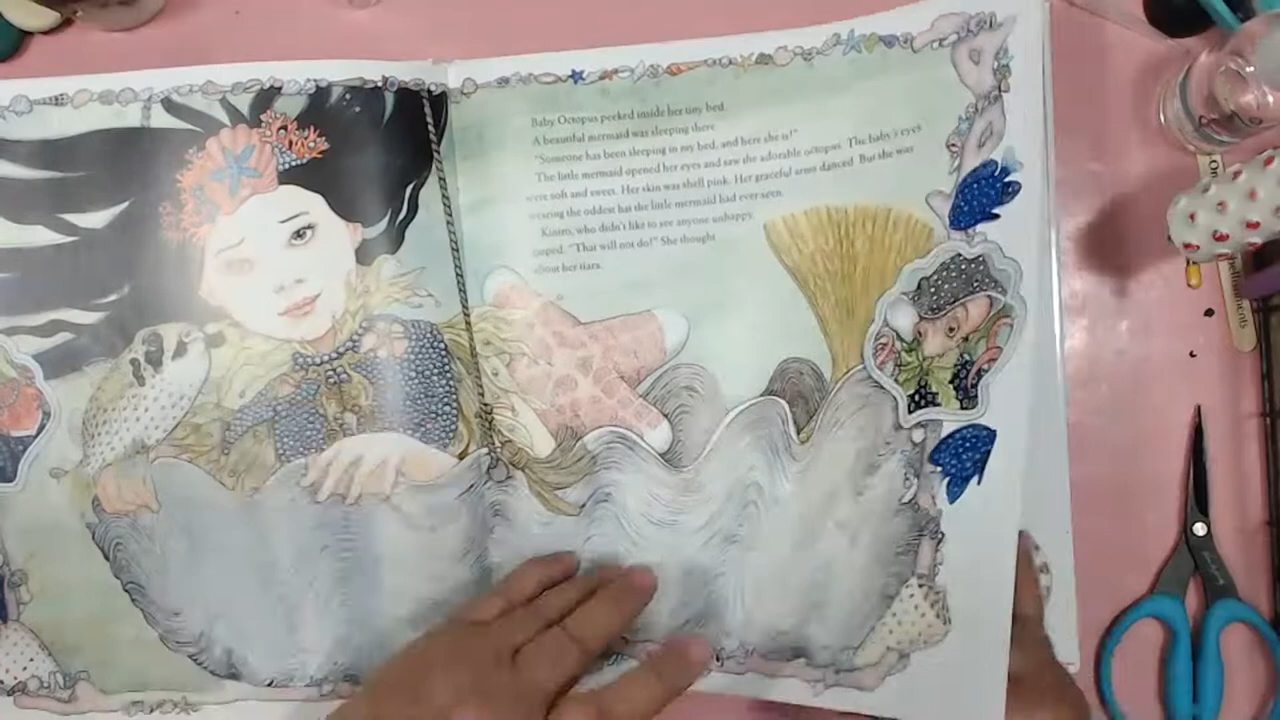 Baby Octopus peeked inside her tiny bed.
A beautiful mermaid was sleeping there
"Someone has been sleeping in my bed, and here she is!"
The little mermaid opened her eyes and saw the adorable octopus. The baby's eyes
were soft and sweet. Her skin was shell pink. Her graceful arms danced. But she was
wearing the oddest hat the little mermaid had ever seen.
Kiniro, who didn't like to see anyone unhappy,
"That will not do!" She thought
about her tiara.